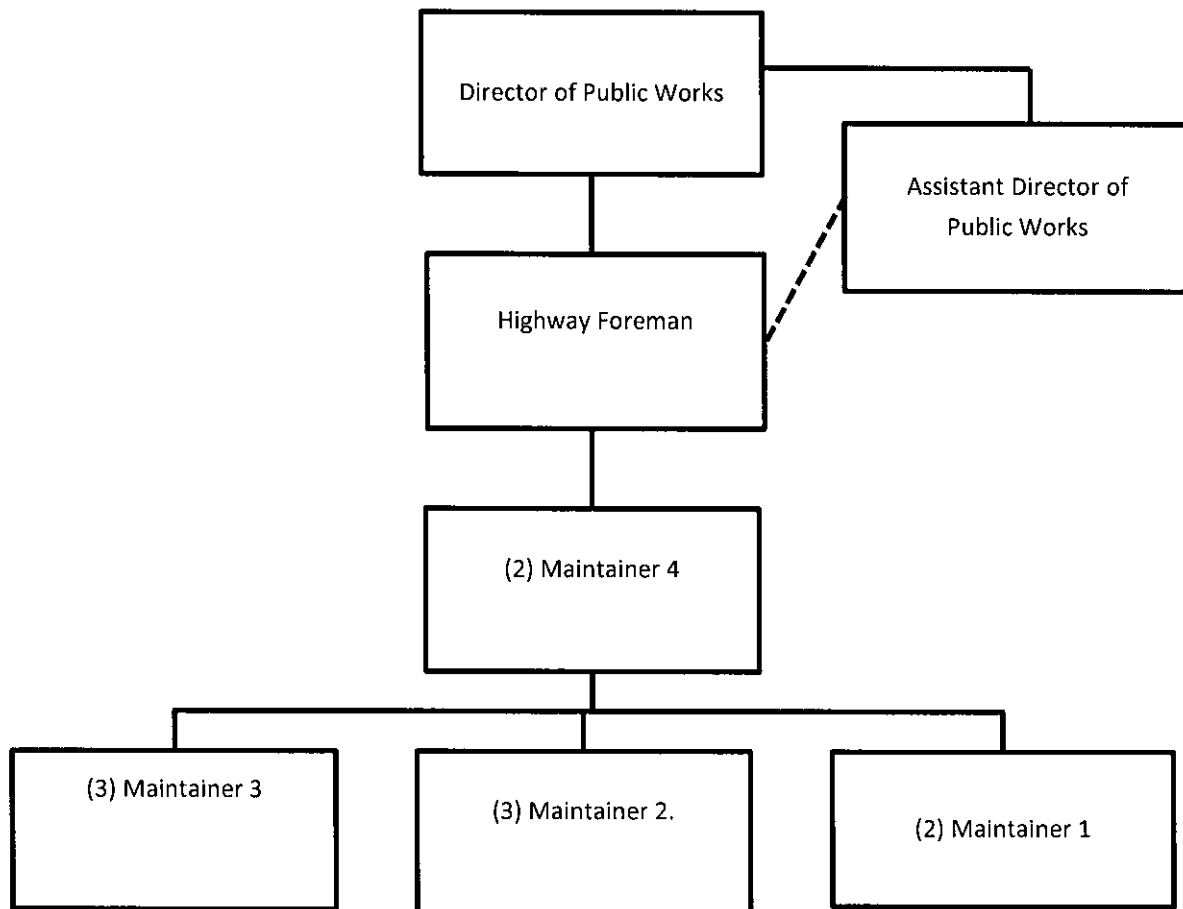 Director of Public Works
Assistant Director of
Public Works
Highway Foreman
(2) Maintainer 4
(3) Maintainer 3
(3) Maintainer 2.
(2) Maintainer 1